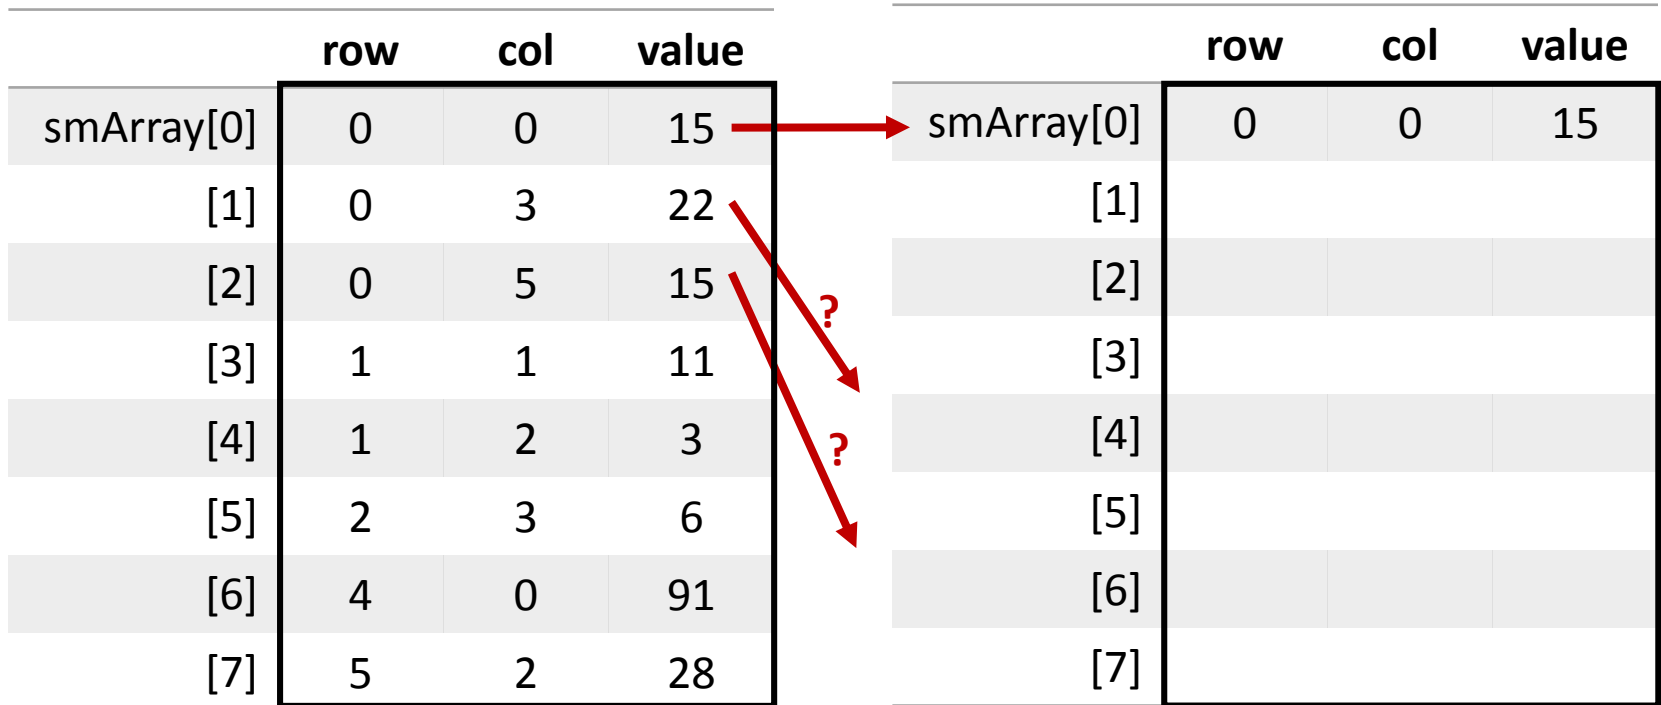 row col value row col value
smArray[0] 0 0 15 smArray[0] 0 0 15
[1] 0 3 22 [1]
[2] 0 5 15 [2]
?
[3] 1 1 11 [3]
[4] 1 2 3 [4]
?
[5] 2 3 6 [5]
[6] 4 0 91 [6]
[7] 5 2 28 [7]